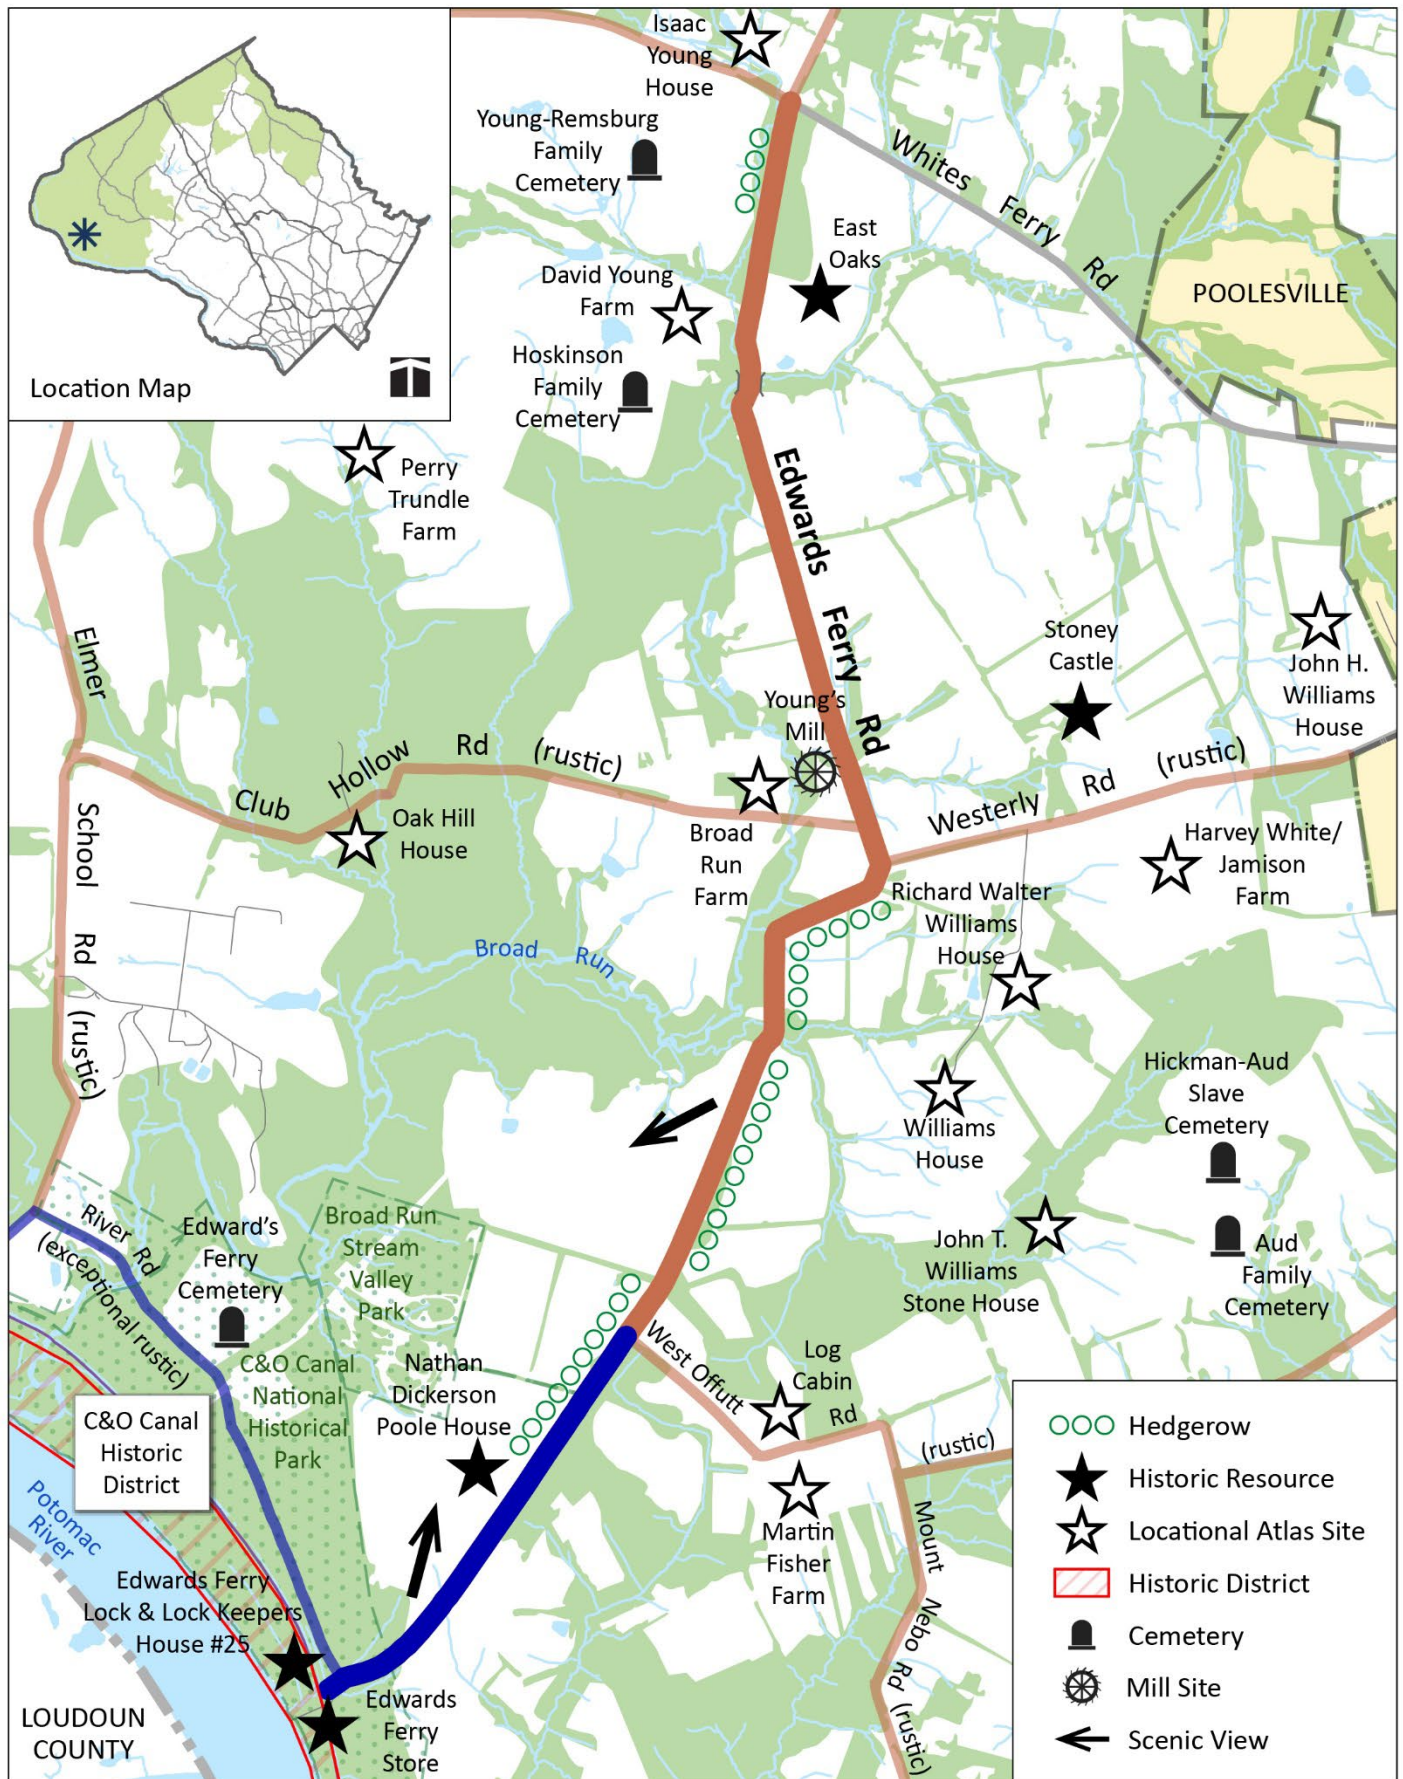 Location Map
Isaac
Young
House
Young-Remsburg
Family
Cemetery
Whites Ferry Rd
East
Oaks
David Young
Farm
POOLESVILLE
Hoskinson
Family
Cemetery
Perry
Trundle
Farm
Edwards Ferry Rd
Elmer School Rd (rustic)
Stoney
Castle
John H.
Williams
House
Young's
Mill
Club Hollow Rd (rustic)
Oak Hill
House
Broad
Run
Farm
Westerly Rd (rustic)
Harvey White/
Jamison
Farm
Richard Walter
Williams
House
Broad Run
Williams
House
Hickman-Aud
Slave
Cemetery
John T.
Williams
Stone House
Aud
Family
Cemetery
River Rd
(exceptional rustic)
Edward's
Ferry
Cemetery
Broad Run
Stream
Valley
Park
C&O Canal
National
Historical
Park
Nathan
Dickerson
Poole House
West Offutt Rd (rustic)
Log
Cabin
Martin
Fisher
Farm
Mount Nebo Rd (rustic)
C&O Canal
Historic
District
Potomac
River
Edwards Ferry
Lock & Lock Keepers
House #25
Edwards
Ferry
Store
LOUDOUN
COUNTY
Hedgerow
Historic Resource
Locational Atlas Site
Historic District
Cemetery
Mill Site
Scenic View